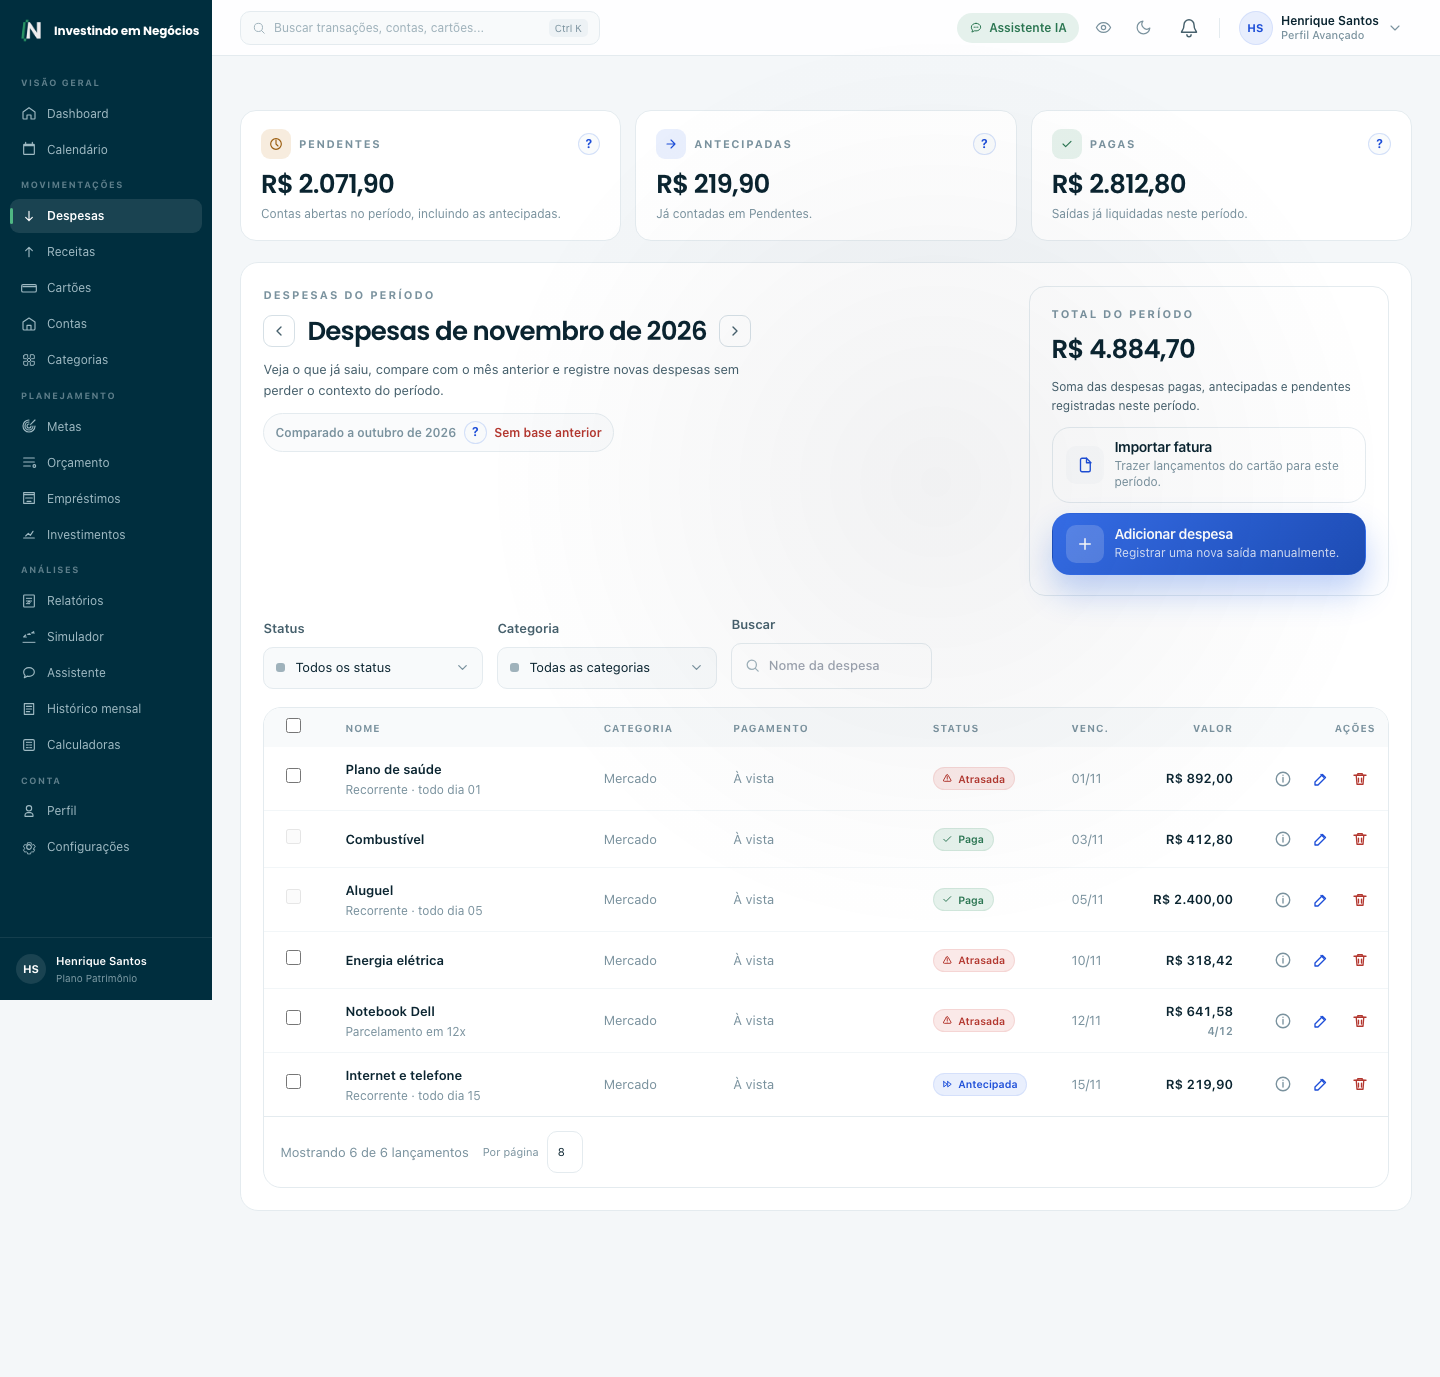 Investindo em Negócios
VISÃO GERAL
Dashboard
Calendário
MOVIMENTAÇÕES
Despesas
Receitas
Cartões
Contas
Categorias
PLANEJAMENTO
Metas
Orçamento
Empréstimos
Investimentos
ANÁLISES
Relatórios
Simulador
Assistente
Histórico mensal
Calculadoras
CONTA
Perfil
Configurações
HS
Henrique Santos
Plano Patrimônio
Buscar transações, contas, cartões...
Ctrl K
Assistente IA
HS
Henrique Santos
Perfil Avançado
PENDENTES
?
R$ 2.071,90
Contas abertas no período, incluindo as antecipadas.
ANTECIPADAS
?
R$ 219,90
Já contadas em Pendentes.
PAGAS
?
R$ 2.812,80
Saídas já liquidadas neste período.
DESPESAS DO PERÍODO
Despesas de novembro de 2026
Veja o que já saiu, compare com o mês anterior e registre novas despesas sem
perder o contexto do período.
Comparado a outubro de 2026 ? Sem base anterior
TOTAL DO PERÍODO
R$ 4.884,70
Soma das despesas pagas, antecipadas e pendentes
registradas neste período.
Importar fatura
Trazer lançamentos do cartão para este
período.
Adicionar despesa
Registrar uma nova saída manualmente.
Status
Todos os status
Categoria
Todas as categorias
Buscar
Nome da despesa
NOME CATEGORIA PAGAMENTO STATUS VENC. VALOR AÇÕES
Plano de saúde
Recorrente · todo dia 01
Mercado À vista Atrasada 01/11 R$ 892,00
Combustível Mercado À vista Paga 03/11 R$ 412,80
Aluguel
Recorrente · todo dia 05
Mercado À vista Paga 05/11 R$ 2.400,00
Energia elétrica Mercado À vista Atrasada 10/11 R$ 318,42
Notebook Dell
Parcelamento em 12x
Mercado À vista Atrasada 12/11 R$ 641,58
4/12
Internet e telefone
Recorrente · todo dia 15
Mercado À vista Antecipada 15/11 R$ 219,90
Mostrando 6 de 6 lançamentos Por página 8